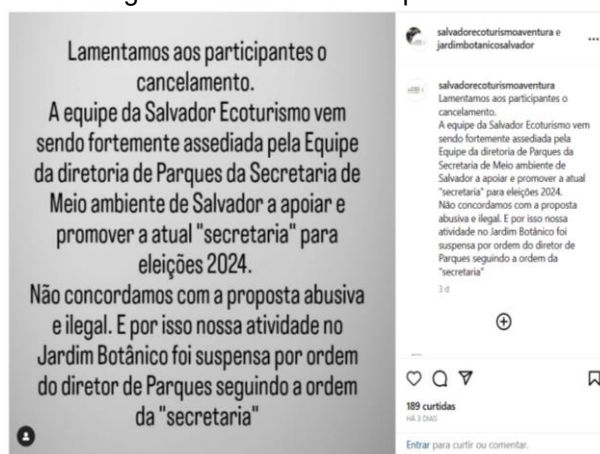 Lamentamos aos participantes o
cancelamento.
A equipe da Salvador Ecoturismo vem
sendo fortemente assediada pela Equipe
da diretoria de Parques da Secretaria de
Meio ambiente de Salvador a apoiar e
promover a atual "secretaria" para
eleições 2024.
Não concordamos com a proposta abusiva
e ilegal. E por isso nossa atividade no
Jardim Botânico foi suspensa por ordem
do diretor de Parques seguindo a ordem
da "secretaria"
salvadorecoturismoaventura e
jardimbotanicosalvador
salvadorecoturismoaventura
Lamentamos aos participantes o
cancelamento.
A equipe da Salvador Ecoturismo vem
sendo fortemente assediada pela
Equipe da diretoria de Parques da
Secretaria de Meio ambiente de
Salvador a apoiar e promover a atual
"secretaria" para eleições 2024.
Não concordamos com a proposta
abusiva e ilegal. E por isso nossa
atividade no Jardim Botânico foi
suspensa por ordem do diretor de
Parques seguindo a ordem da
"secretaria"
3 d
189 curtidas
HÁ 3 DIAS
Entrar para curtir ou comentar.